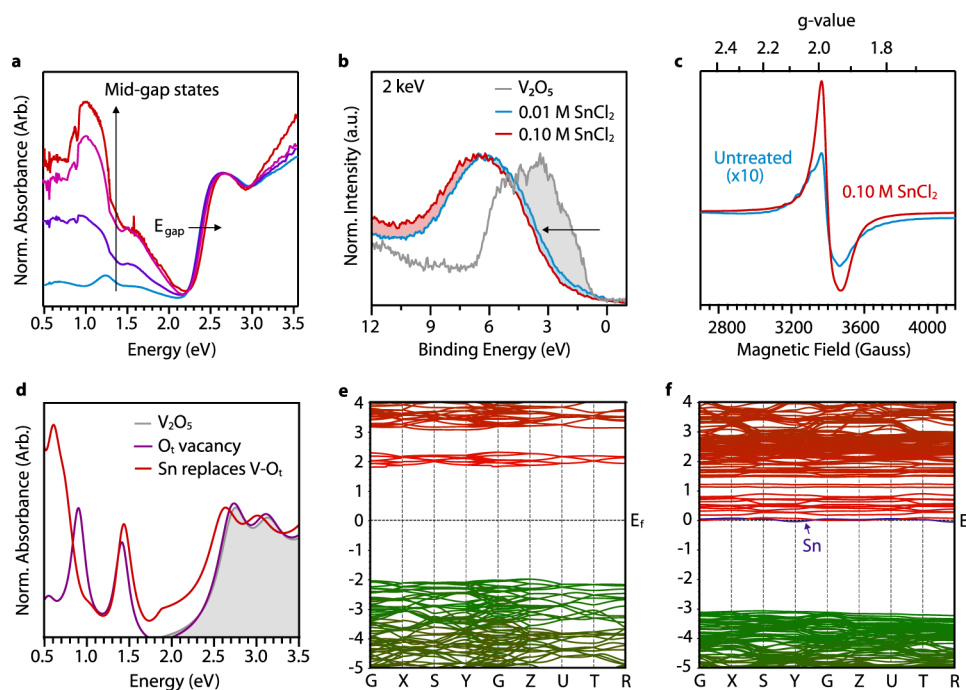 a
Norm. Absorbance (Arb.)
Mid-gap states
E_gap
0.5 1.0 1.5 2.0 2.5 3.0 3.5
Energy (eV)
b
Norm. Intensity (a.u.)
2 keV
V₂O₅
0.01 M SnCl₂
0.10 M SnCl₂
12 9 6 3 0
Binding Energy (eV)
g-value
2.4 2.2 2.0 1.8
c
Untreated
(x10)
0.10 M SnCl₂
2800 3200 3600 4000
Magnetic Field (Gauss)
d
Norm. Absorbance (Arb.)
V₂O₅
Oₜ vacancy
Sn replaces V-Oₜ
0.5 1.0 1.5 2.0 2.5 3.0 3.5
Energy (eV)
e
4
3
2
1
0
-1
-2
-3
-4
-5
E_f
G X S Y G Z U T R
f
4
3
2
1
0
-1
-2
-3
-4
-5
E
Sn
G X S Y G Z U T R